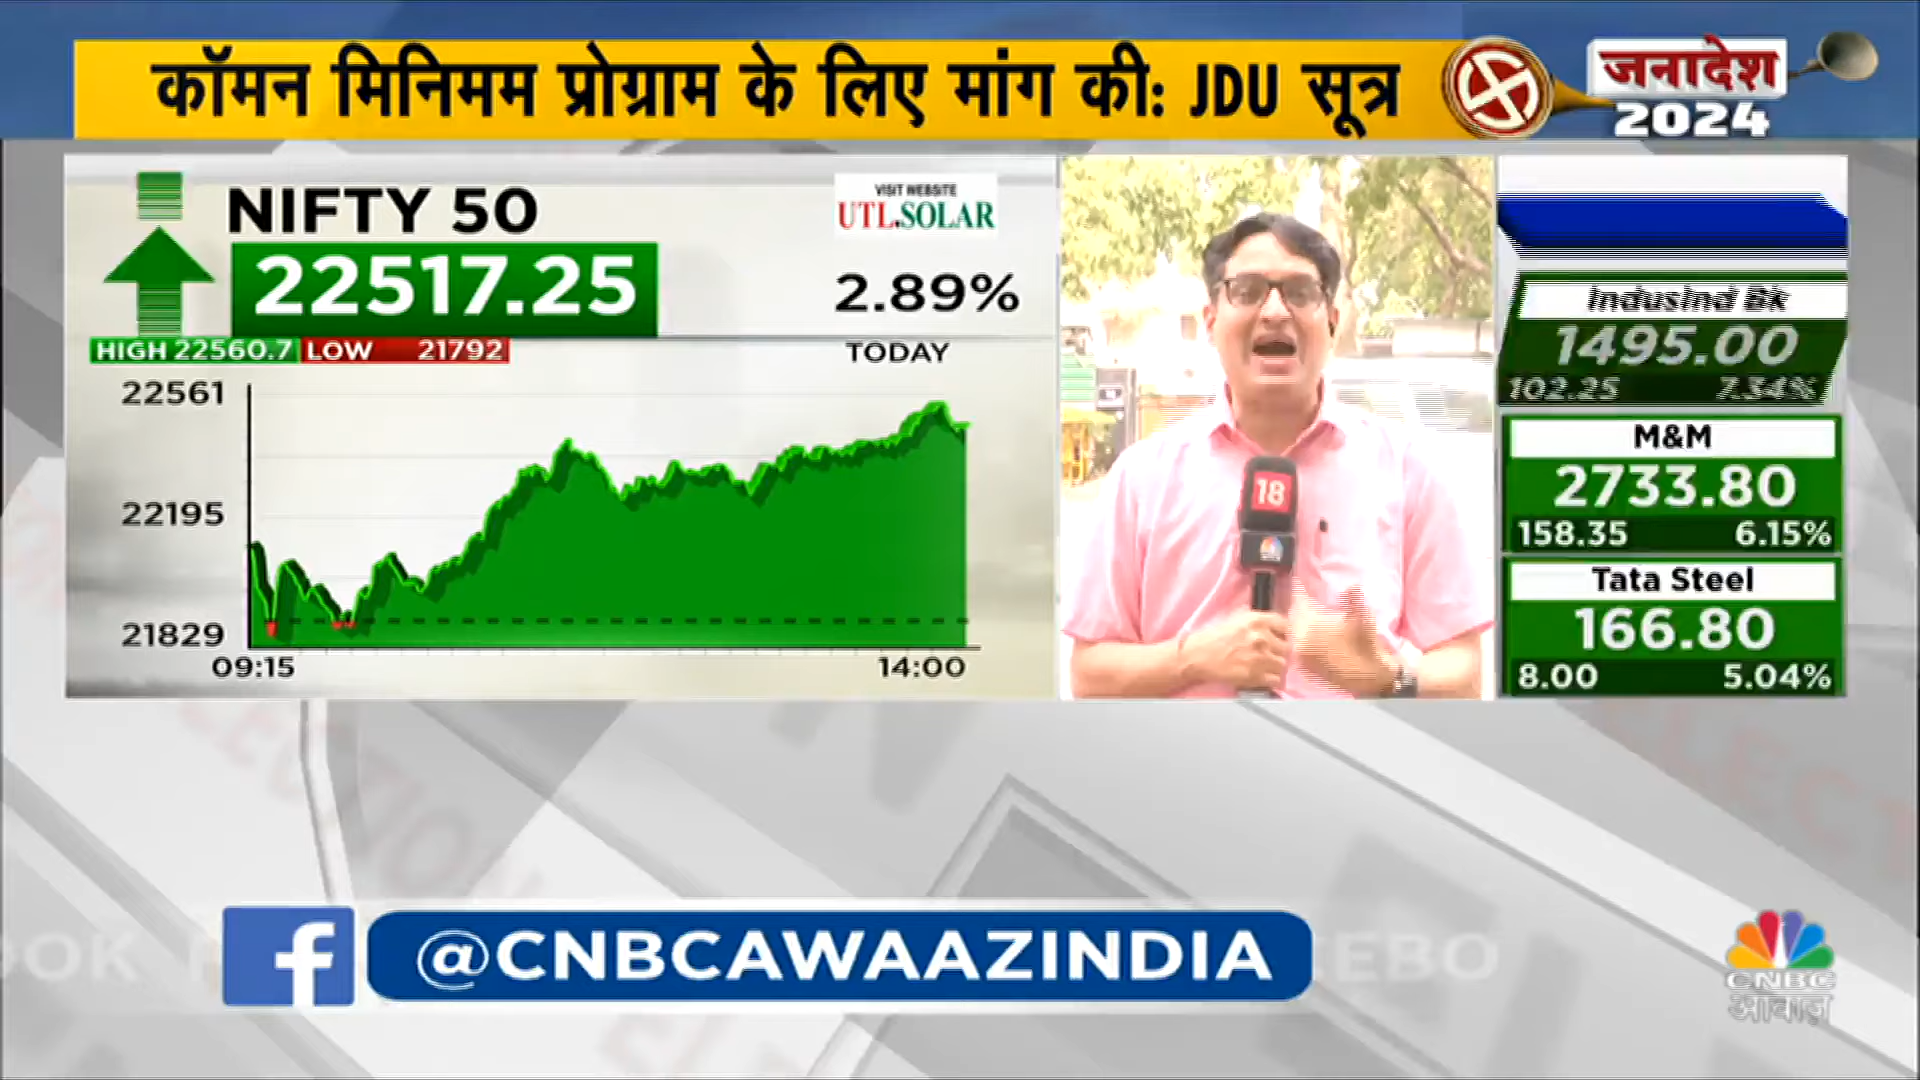 कॉमन मिनिमम प्रोग्राम के लिए मांग की: JDU सूत्र
जनादेश
2024
NIFTY 50
22517.25
VISIT WEBSITE
UTL.SOLAR
2.89%
TODAY
HIGH 22560.7 LOW 21792
22561
22195
21829
09:15
14:00
18
IndusInd Bk
1495.00
102.25 7.34%
M&M
2733.80
158.35 6.15%
Tata Steel
166.80
8.00 5.04%
@CNBCAWAAZINDIA
CNBC
आवाज़